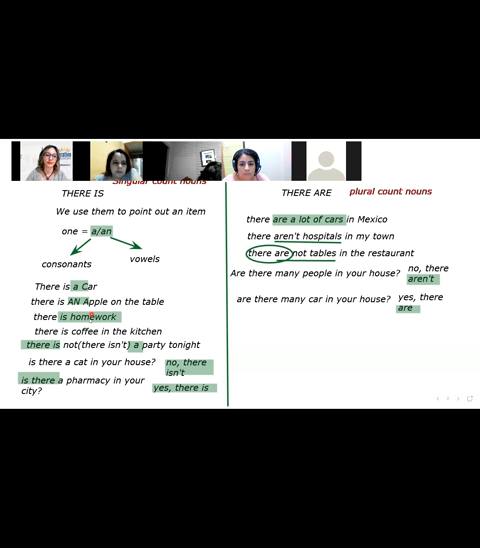 Singular count nouns
THERE IS
We use them to point out an item
one = a/an
consonants
vowels
There is a Car
there is AN Apple on the table
there is homework
there is coffee in the kitchen
there is not(there isn't) a party tonight
is there a cat in your house?
no, there
isn't
is there a pharmacy in your
city?
yes, there is
THERE ARE
plural count nouns
there are a lot of cars in Mexico
there aren't hospitals in my town
there are not tables in the restaurant
Are there many people in your house?
no, there
aren't
are there many car in your house?
yes, there
are